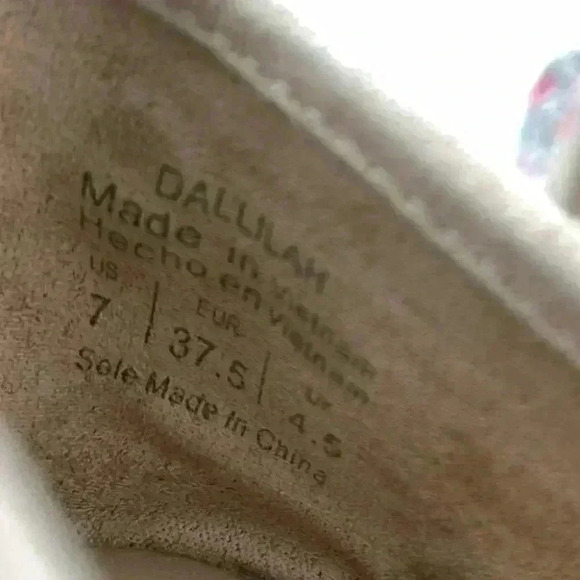 DALLILAH
Made in Vietnam
Hecho en Vietnam
US EUR UK
7 | 37.5 | 4.5
Sole Made in China